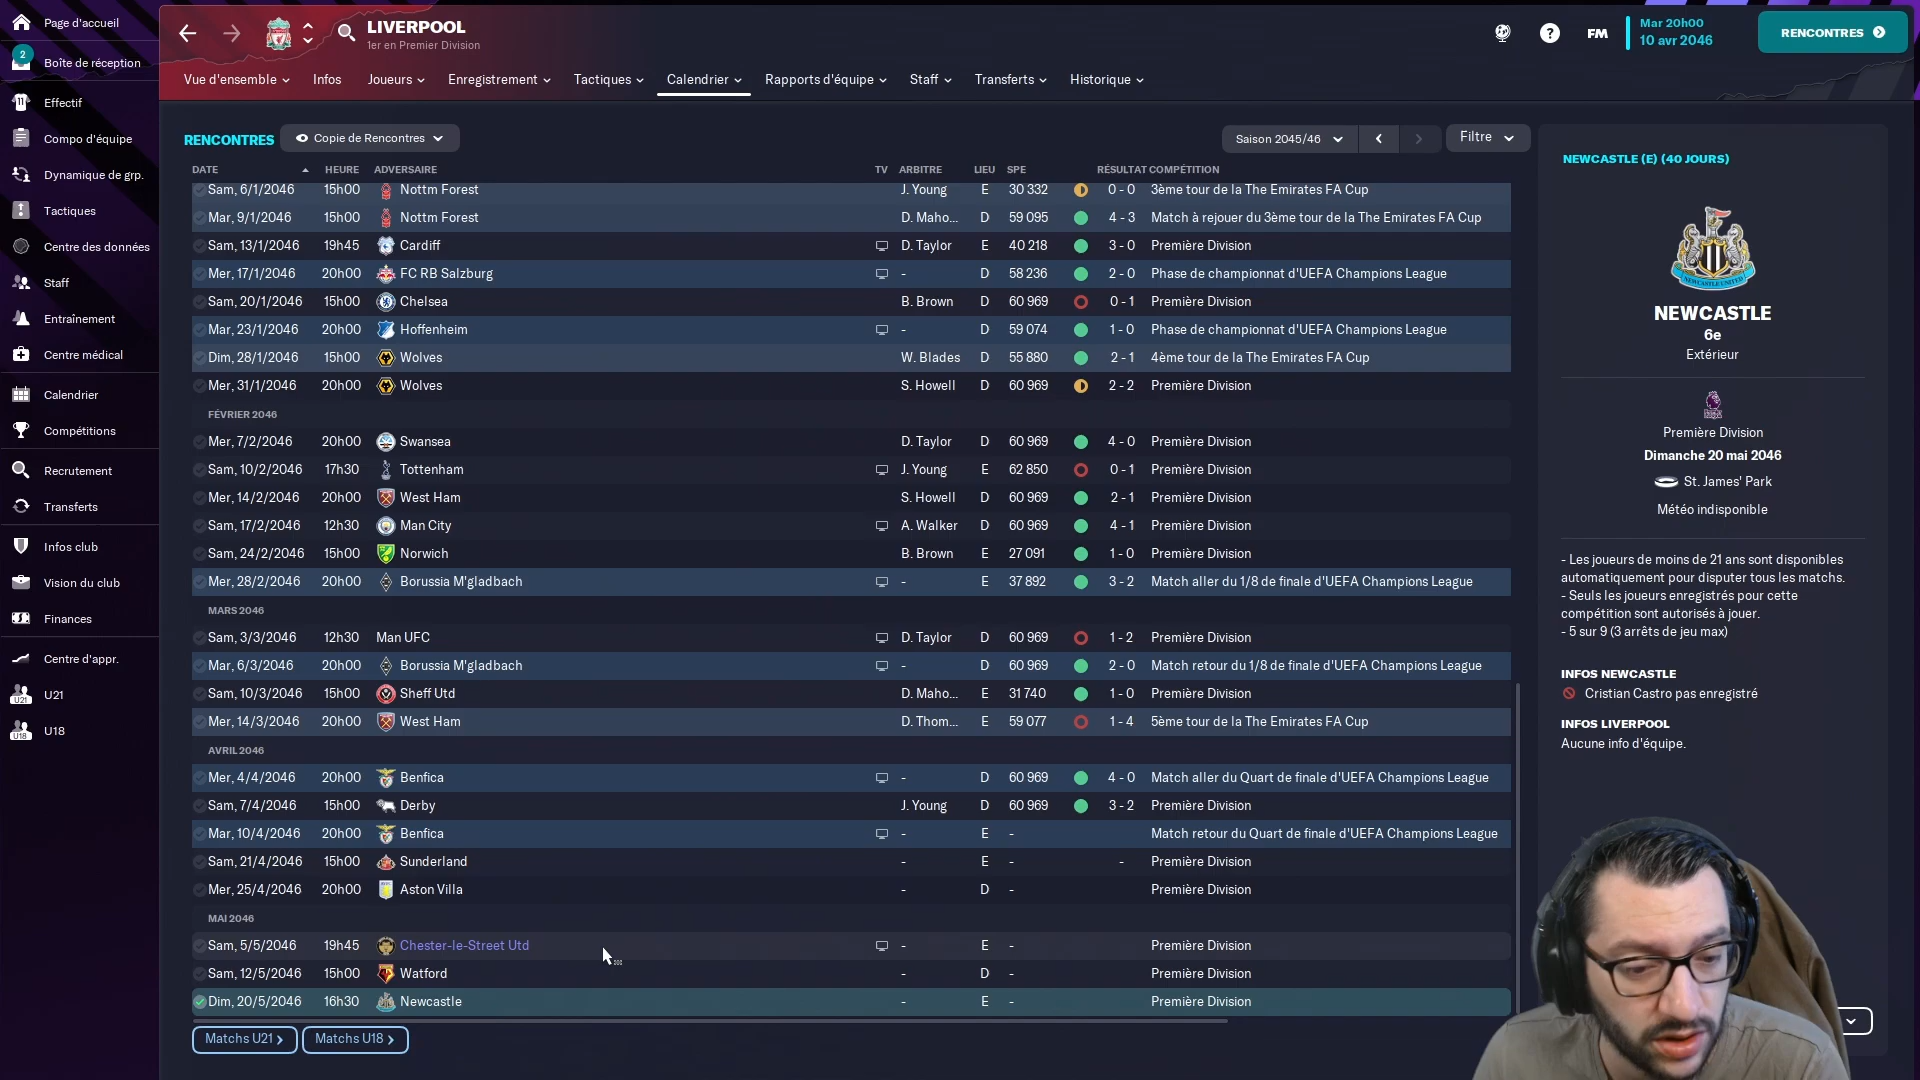 Page d'accueil
2
Boîte de réception
Effectif
Compo d'équipe
Dynamique de grp.
Tactiques
Centre des données
Staff
Entraînement
Centre médical
Calendrier
Compétitions
Recrutement
Transferts
Infos club
Vision du club
Finances
Centre d'appr.
U21
U18
LIVERPOOL
1er en Premier Division
FM
Mar 20h00
10 avr 2046
RENCONTRES
Vue d'ensemble Infos Joueurs Enregistrement Tactiques Calendrier Rapports d'équipe Staff Transferts Historique
RENCONTRES Copie de Rencontres Saison 2045/46 Filtre
DATE HEURE ADVERSAIRE TV ARBITRE LIEU SPE RÉSULTAT COMPÉTITION
Sam, 6/1/2046 15h00 Nottm Forest J. Young E 30 332 0 - 0 3ème tour de la The Emirates FA Cup
Mar, 9/1/2046 15h00 Nottm Forest D. Maho... D 59 095 4 - 3 Match à rejouer du 3ème tour de la The Emirates FA Cup
Sam, 13/1/2046 19h45 Cardiff D. Taylor E 40 218 3 - 0 Première Division
Mer, 17/1/2046 20h00 FC RB Salzburg - D 58 236 2 - 0 Phase de championnat d'UEFA Champions League
Sam, 20/1/2046 15h00 Chelsea B. Brown D 60 969 0 - 1 Première Division
Mar, 23/1/2046 20h00 Hoffenheim - D 59 074 1 - 0 Phase de championnat d'UEFA Champions League
Dim, 28/1/2046 15h00 Wolves W. Blades D 55 880 2 - 1 4ème tour de la The Emirates FA Cup
Mer, 31/1/2046 20h00 Wolves S. Howell D 60 969 2 - 2 Première Division
FÉVRIER 2046
Mer, 7/2/2046 20h00 Swansea D. Taylor D 60 969 4 - 0 Première Division
Sam, 10/2/2046 17h30 Tottenham J. Young E 62 850 0 - 1 Première Division
Mer, 14/2/2046 20h00 West Ham S. Howell D 60 969 2 - 1 Première Division
Sam, 17/2/2046 12h30 Man City A. Walker D 60 969 4 - 1 Première Division
Sam, 24/2/2046 15h00 Norwich B. Brown E 27 091 1 - 0 Première Division
Mer, 28/2/2046 20h00 Borussia M'gladbach - E 37 892 3 - 2 Match aller du 1/8 de finale d'UEFA Champions League
MARS 2046
Sam, 3/3/2046 12h30 Man UFC D. Taylor D 60 969 1 - 2 Première Division
Mar, 6/3/2046 20h00 Borussia M'gladbach - D 60 969 2 - 0 Match retour du 1/8 de finale d'UEFA Champions League
Sam, 10/3/2046 15h00 Sheff Utd D. Maho... E 31 740 1 - 0 Première Division
Mer, 14/3/2046 20h00 West Ham D. Thom... E 59 077 1 - 4 5ème tour de la The Emirates FA Cup
AVRIL 2046
Mer, 4/4/2046 20h00 Benfica - D 60 969 4 - 0 Match aller du Quart de finale d'UEFA Champions League
Sam, 7/4/2046 15h00 Derby J. Young D 60 969 3 - 2 Première Division
Mar, 10/4/2046 20h00 Benfica - E - Match retour du Quart de finale d'UEFA Champions League
Sam, 21/4/2046 15h00 Sunderland - E - - Première Division
Mer, 25/4/2046 20h00 Aston Villa - D - Première Division
MAI 2046
Sam, 5/5/2046 19h45 Chester-le-Street Utd - E - Première Division
Sam, 12/5/2046 15h00 Watford - D - Première Division
Dim, 20/5/2046 16h30 Newcastle - E - Première Division
Matchs U21 Matchs U18
NEWCASTLE (E) (40 JOURS)
NEWCASTLE
6e
Extérieur
Première Division
Dimanche 20 mai 2046
St. James' Park
Météo indisponible
- Les joueurs de moins de 21 ans sont disponibles
automatiquement pour disputer tous les matchs.
- Seuls les joueurs enregistrés pour cette
compétition sont autorisés à jouer.
- 5 sur 9 (3 arrêts de jeu max)
INFOS NEWCASTLE
Cristian Castro pas enregistré
INFOS LIVERPOOL
Aucune info d'équipe.